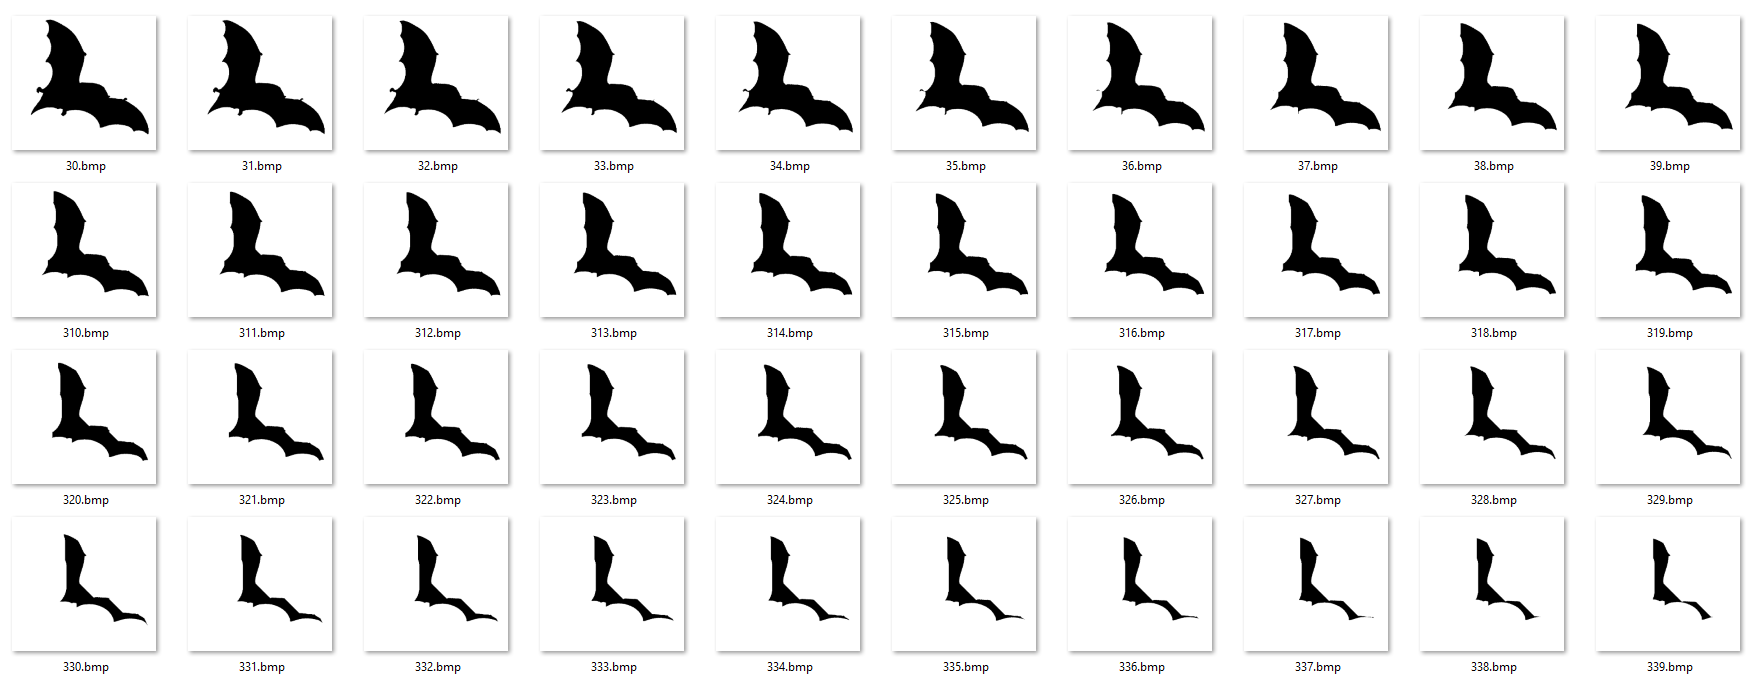 30.bmp 31.bmp 32.bmp 33.bmp 34.bmp 35.bmp 36.bmp 37.bmp 38.bmp 39.bmp
310.bmp 311.bmp 312.bmp 313.bmp 314.bmp 315.bmp 316.bmp 317.bmp 318.bmp 319.bmp
320.bmp 321.bmp 322.bmp 323.bmp 324.bmp 325.bmp 326.bmp 327.bmp 328.bmp 329.bmp
330.bmp 331.bmp 332.bmp 333.bmp 334.bmp 335.bmp 336.bmp 337.bmp 338.bmp 339.bmp